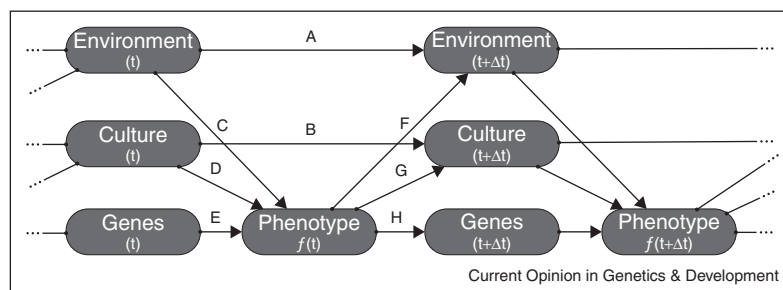 Environment A Environment
(t) (t+Δt)
C F
Culture B Culture
(t) (t+Δt)
D G
Genes E Phenotype H Genes Phenotype
(t) f(t) (t+Δt) f(t+Δt)
Current Opinion in Genetics & Development